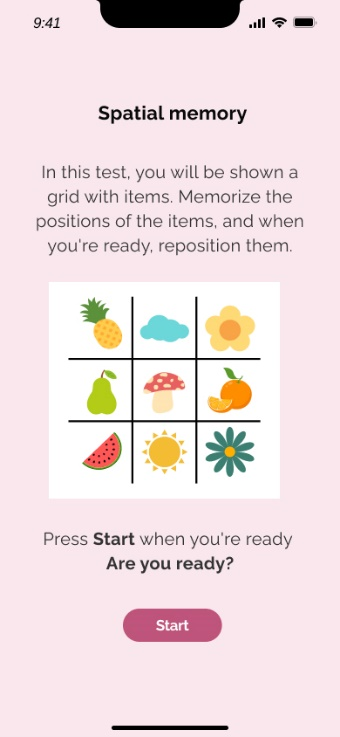 9:41
Spatial memory
In this test, you will be shown a
grid with items. Memorize the
positions of the items, and when
you're ready, reposition them.
Press Start when you're ready
Are you ready?
Start